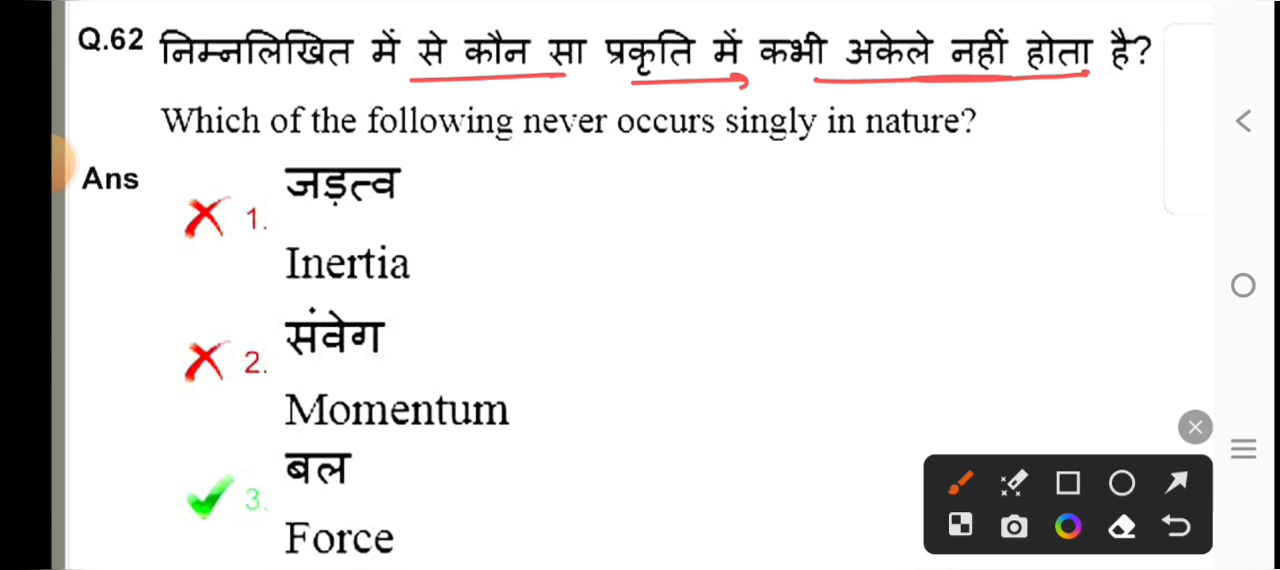 Q.62 निम्नलिखित में से कौन सा प्रकृति में कभी अकेले नहीं होता है?
Which of the following never occurs singly in nature?
Ans
जड़त्व
1.
Inertia
संवेग
2.
Momentum
बल
3.
Force